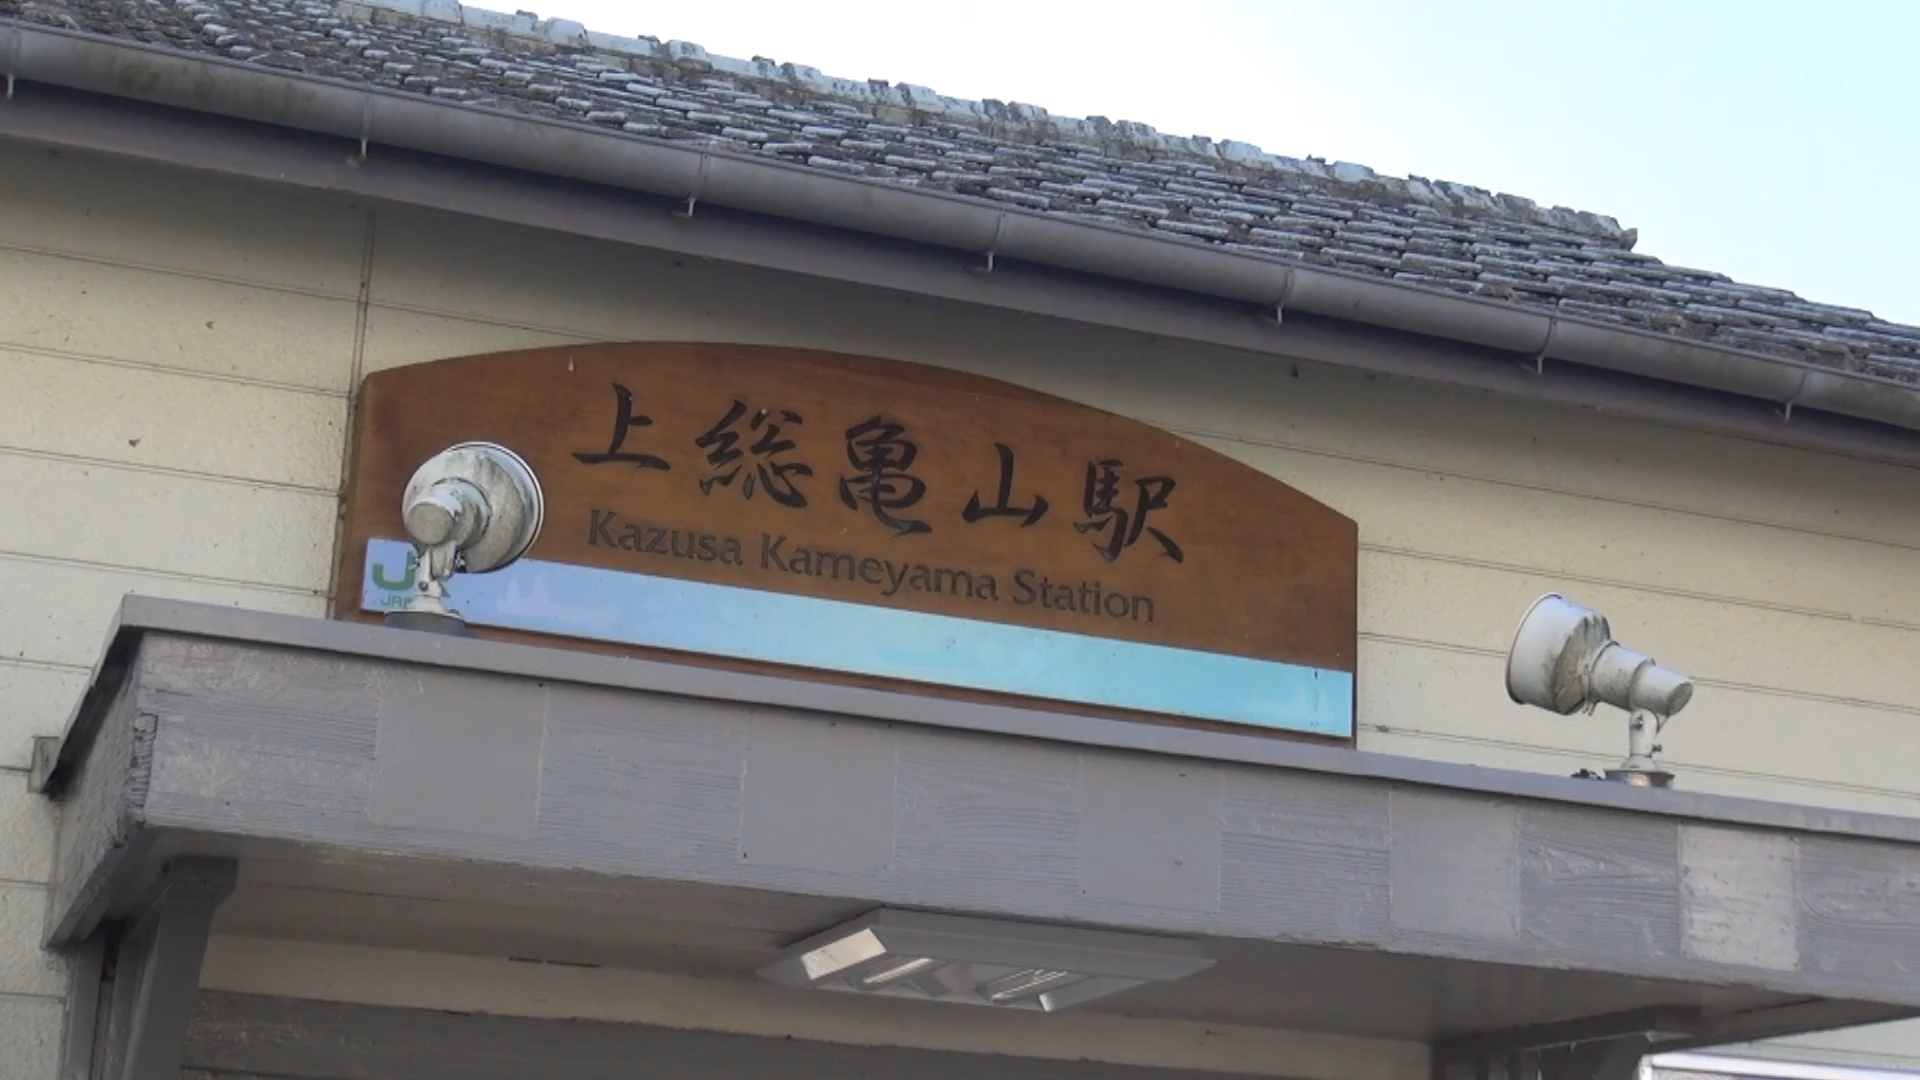 上総亀山駅
Kazusa Kameyama Station